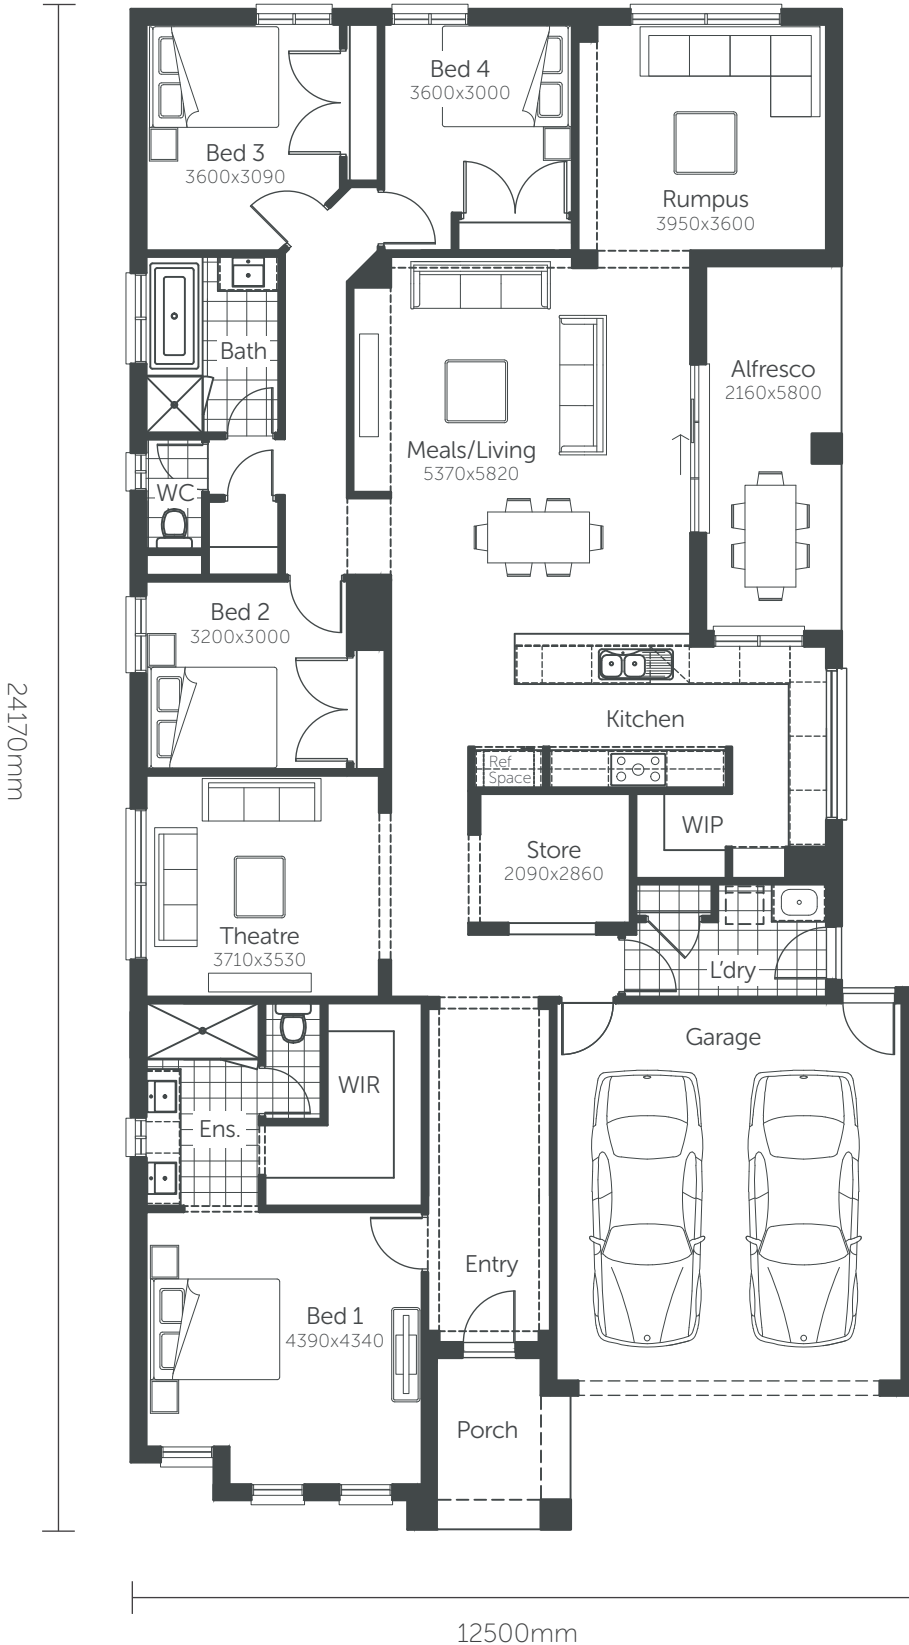 Bed 4
3600x3000
Bed 3
3600x3090
Rumpus
3950x3600
Bath
Alfresco
2160x5800
Meals/Living
5370x5820
WC
Bed 2
3200x3000
Kitchen
Ref
Space
WIP
Store
2090x2860
Theatre
3710x3530
L'dry
Garage
WIR
Ens.
Entry
Bed 1
4390x4340
Porch
24170mm
12500mm